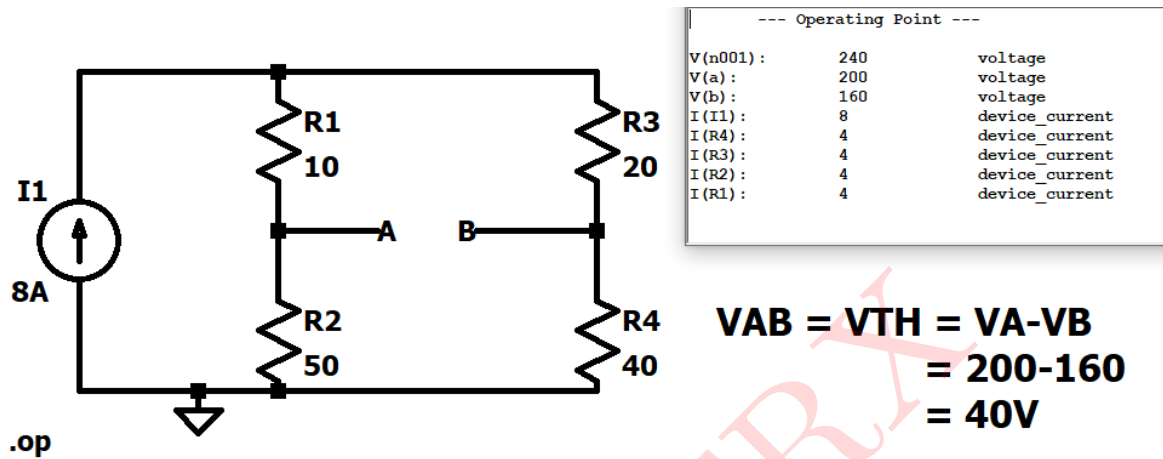 I1
8A
R1
10
R2
50
A
B
R3
20
R4
40
.op
--- Operating Point ---
V(n001): 240 voltage
V(a): 200 voltage
V(b): 160 voltage
I(I1): 8 device_current
I(R4): 4 device_current
I(R3): 4 device_current
I(R2): 4 device_current
I(R1): 4 device_current
VAB = VTH = VA-VB
= 200-160
= 40V